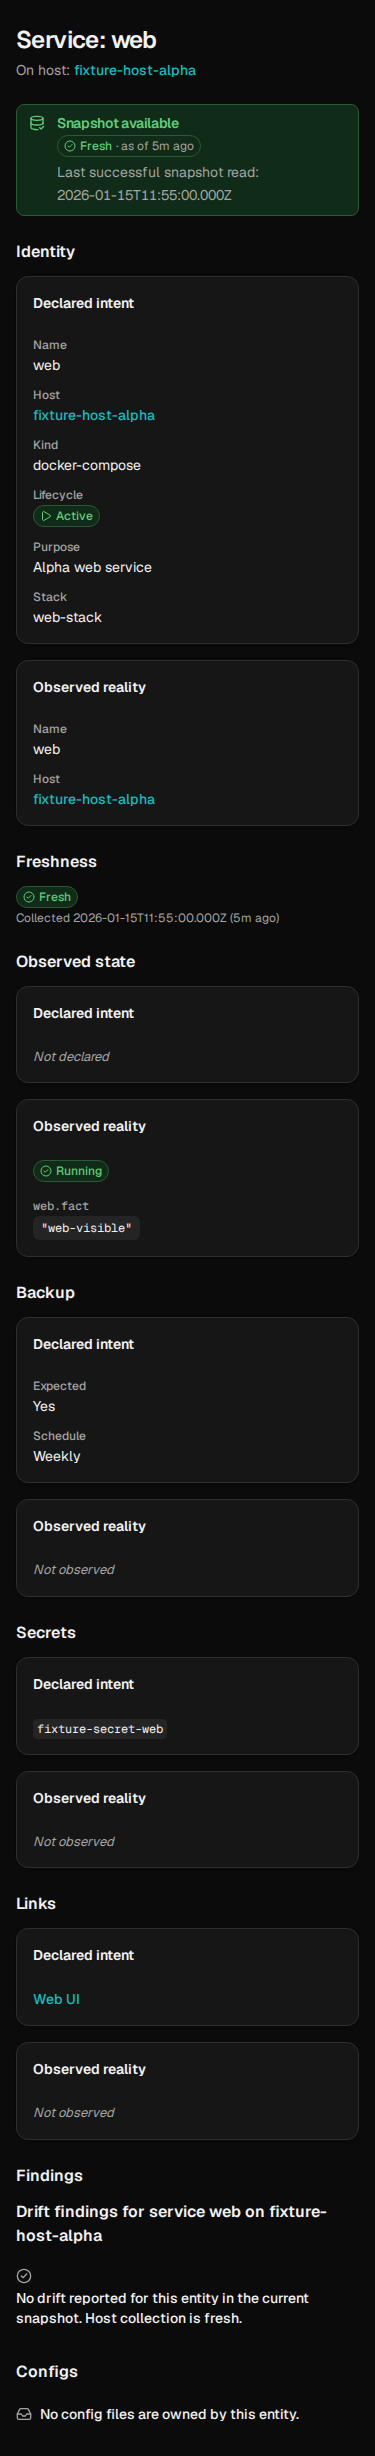 Service: web
On host: fixture-host-alpha
Snapshot available
Fresh · as of 5m ago
Last successful snapshot read:
2026-01-15T11:55:00.000Z
Identity
Declared intent
Name
web
Host
fixture-host-alpha
Kind
docker-compose
Lifecycle
Active
Purpose
Alpha web service
Stack
web-stack
Observed reality
Name
web
Host
fixture-host-alpha
Freshness
Fresh
Collected 2026-01-15T11:55:00.000Z (5m ago)
Observed state
Declared intent
Not declared
Observed reality
Running
web.fact
"web-visible"
Backup
Declared intent
Expected
Yes
Schedule
Weekly
Observed reality
Not observed
Secrets
Declared intent
fixture-secret-web
Observed reality
Not observed
Links
Declared intent
Web UI
Observed reality
Not observed
Findings
Drift findings for service web on fixture-
host-alpha
No drift reported for this entity in the current
snapshot. Host collection is fresh.
Configs
No config files are owned by this entity.